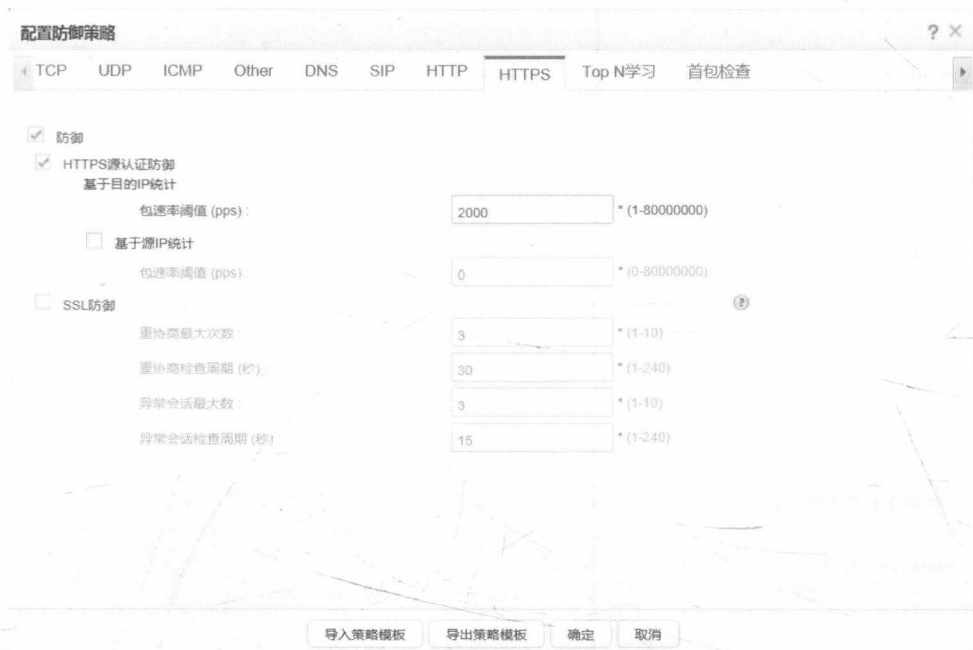 配置防御策略 ? ×
TCP UDP ICMP Other DNS SIP HTTP HTTPS Top N学习 首包检查
防御
HTTPS源认证防御
基于目的IP统计
包速率阈值 (pps) : 2000 * (1-80000000)
基于源IP统计
包速率阈值 (pps) : 0 * (0-80000000)
SSL防御 ?
重协商最大次数 : 3 * (1-10)
重协商检查周期 (秒) : 30 * (1-240)
异常会话最大数 : 3 * (1-10)
异常会话检查周期 (秒) : 15 * (1-240)
导入策略模板 导出策略模板 确定 取消